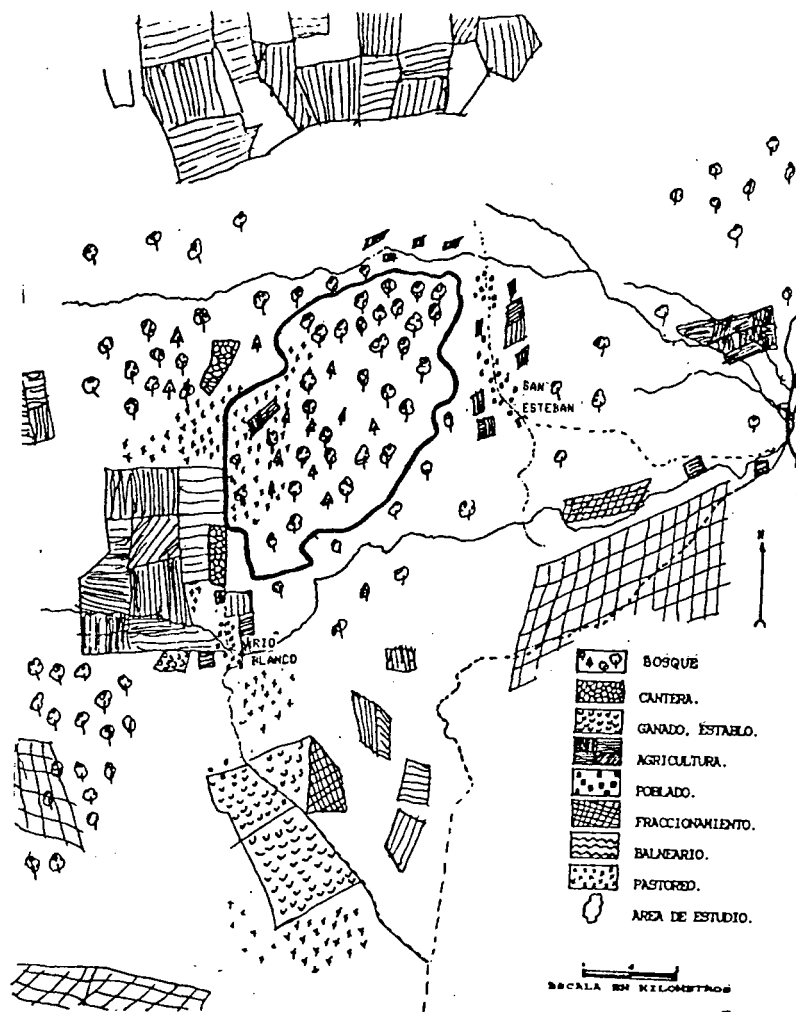 SAN
ESTEBAN
RIO
BLANCO
N
BOSQUE
CANTERA.
GANADO, ESTABLO.
AGRICULTURA.
POBLADO.
FRACCIONAMIENTO.
BALNEARIO.
PASTOREO.
AREA DE ESTUDIO.
ESCALA EN KILOMETROS